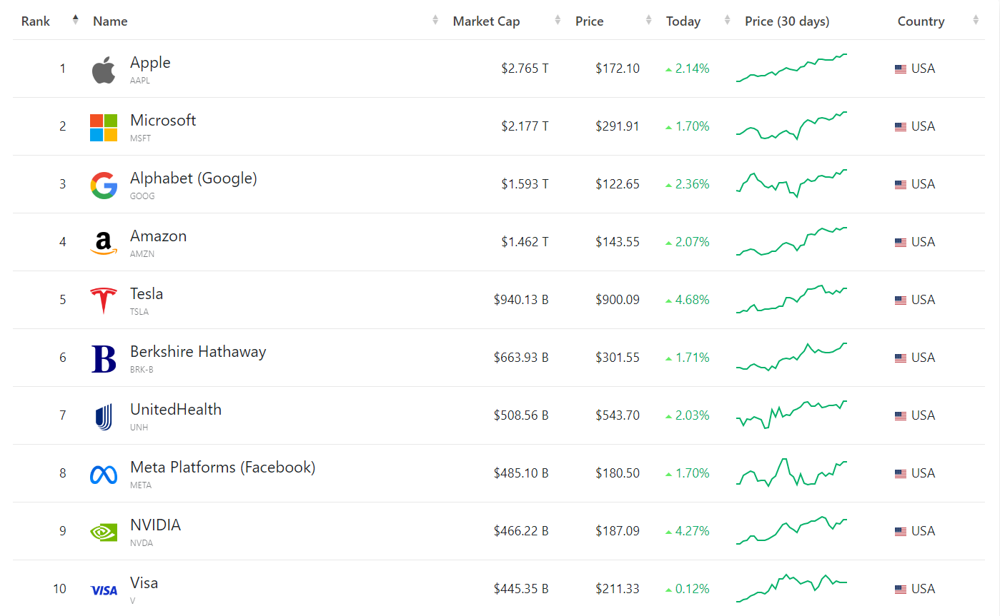 Rank Name Market Cap Price Today Price (30 days) Country
1 Apple $2.765 T $172.10 2.14% USA
AAPL
2 Microsoft $2.177 T $291.91 1.70% USA
MSFT
3 Alphabet (Google) $1.593 T $122.65 2.36% USA
GOOG
4 a Amazon $1.462 T $143.55 2.07% USA
AMZN
5 Tesla $940.13 B $900.09 4.68% USA
TSLA
6 B Berkshire Hathaway $663.93 B $301.55 1.71% USA
BRK-B
7 UnitedHealth $508.56 B $543.70 2.03% USA
UNH
8 Meta Platforms (Facebook) $485.10 B $180.50 1.70% USA
META
9 NVIDIA $466.22 B $187.09 4.27% USA
NVDA
10 VISA Visa $445.35 B $211.33 0.12% USA
V